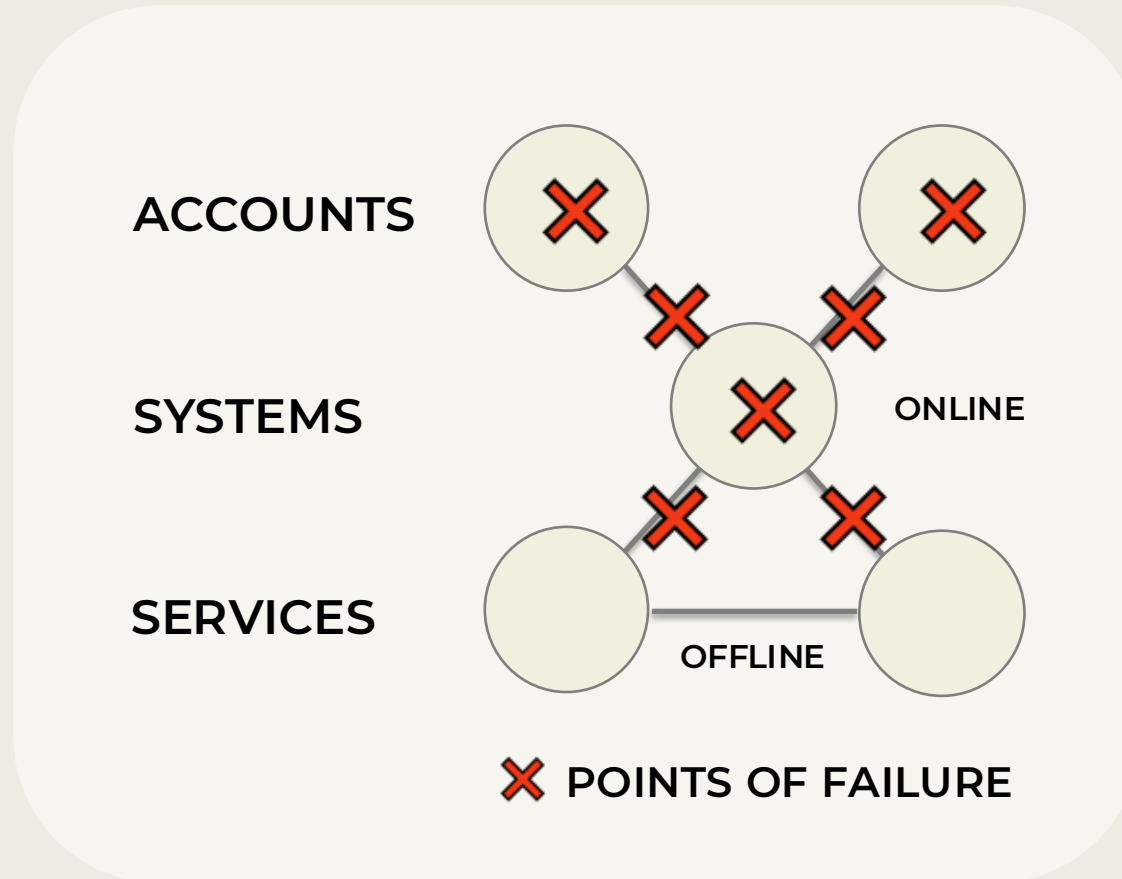 ACCOUNTS
SYSTEMS
ONLINE
SERVICES
OFFLINE
POINTS OF FAILURE